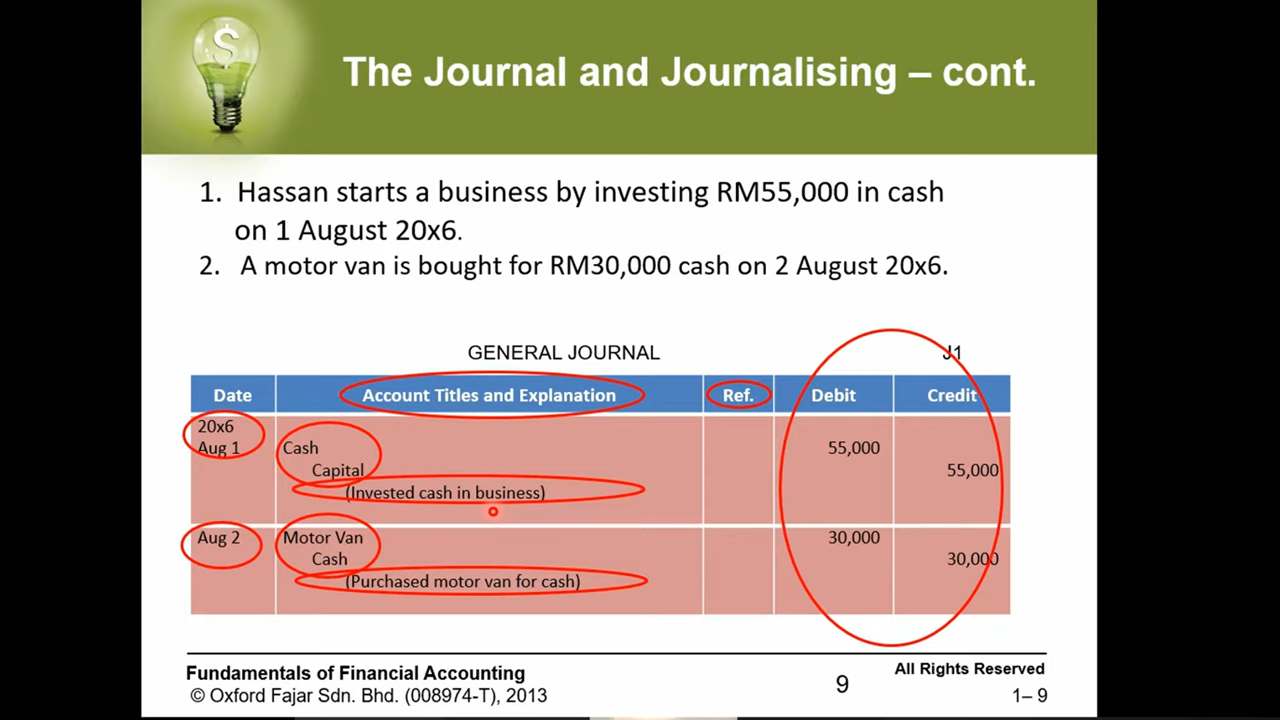 $
The Journal and Journalising – cont.
1. Hassan starts a business by investing RM55,000 in cash
on 1 August 20x6.
2. A motor van is bought for RM30,000 cash on 2 August 20x6.
GENERAL JOURNAL J1
Date Account Titles and Explanation Ref. Debit Credit
20x6
Aug 1 Cash 55,000
Capital 55,000
(Invested cash in business)
Aug 2 Motor Van 30,000
Cash 30,000
(Purchased motor van for cash)
Fundamentals of Financial Accounting All Rights Reserved
© Oxford Fajar Sdn. Bhd. (008974-T), 2013 9 1– 9